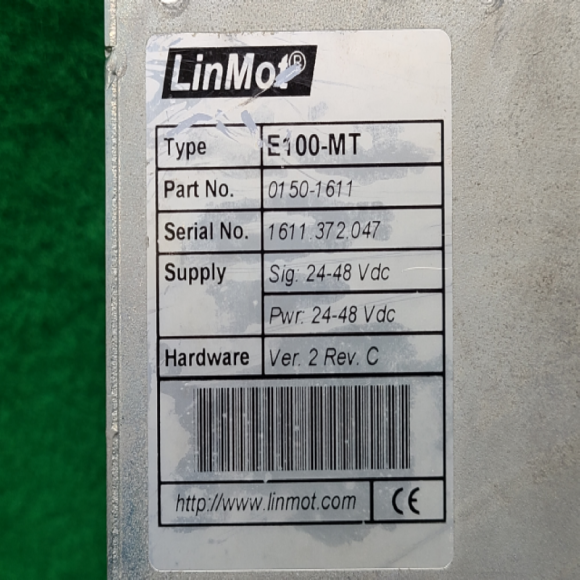 LinMot®
Type E100-MT
Part No. 0150-1611
Serial No. 1611.372.047
Supply Sig: 24-48 Vdc
Pwr: 24-48 Vdc
Hardware Ver. 2 Rev. C
http://www.linmot.com CE